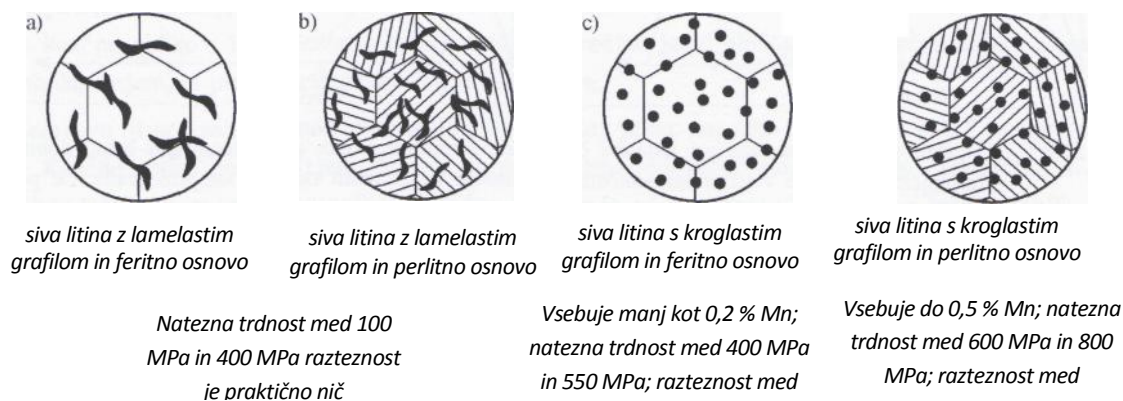 a)
b)
c)
siva litina z lamelastim
grafilom in feritno osnovo
siva litina z lamelastim
grafilom in perlitno osnovo
siva litina s kroglastim
grafilom in feritno osnovo
siva litina s kroglastim
grafilom in perlitno osnovo
Natezna trdnost med 100
MPa in 400 MPa razteznost
je praktično nič
Vsebuje manj kot 0,2 % Mn;
natezna trdnost med 400 MPa
in 550 MPa; razteznost med
Vsebuje do 0,5 % Mn; natezna
trdnost med 600 MPa in 800
MPa; razteznost med